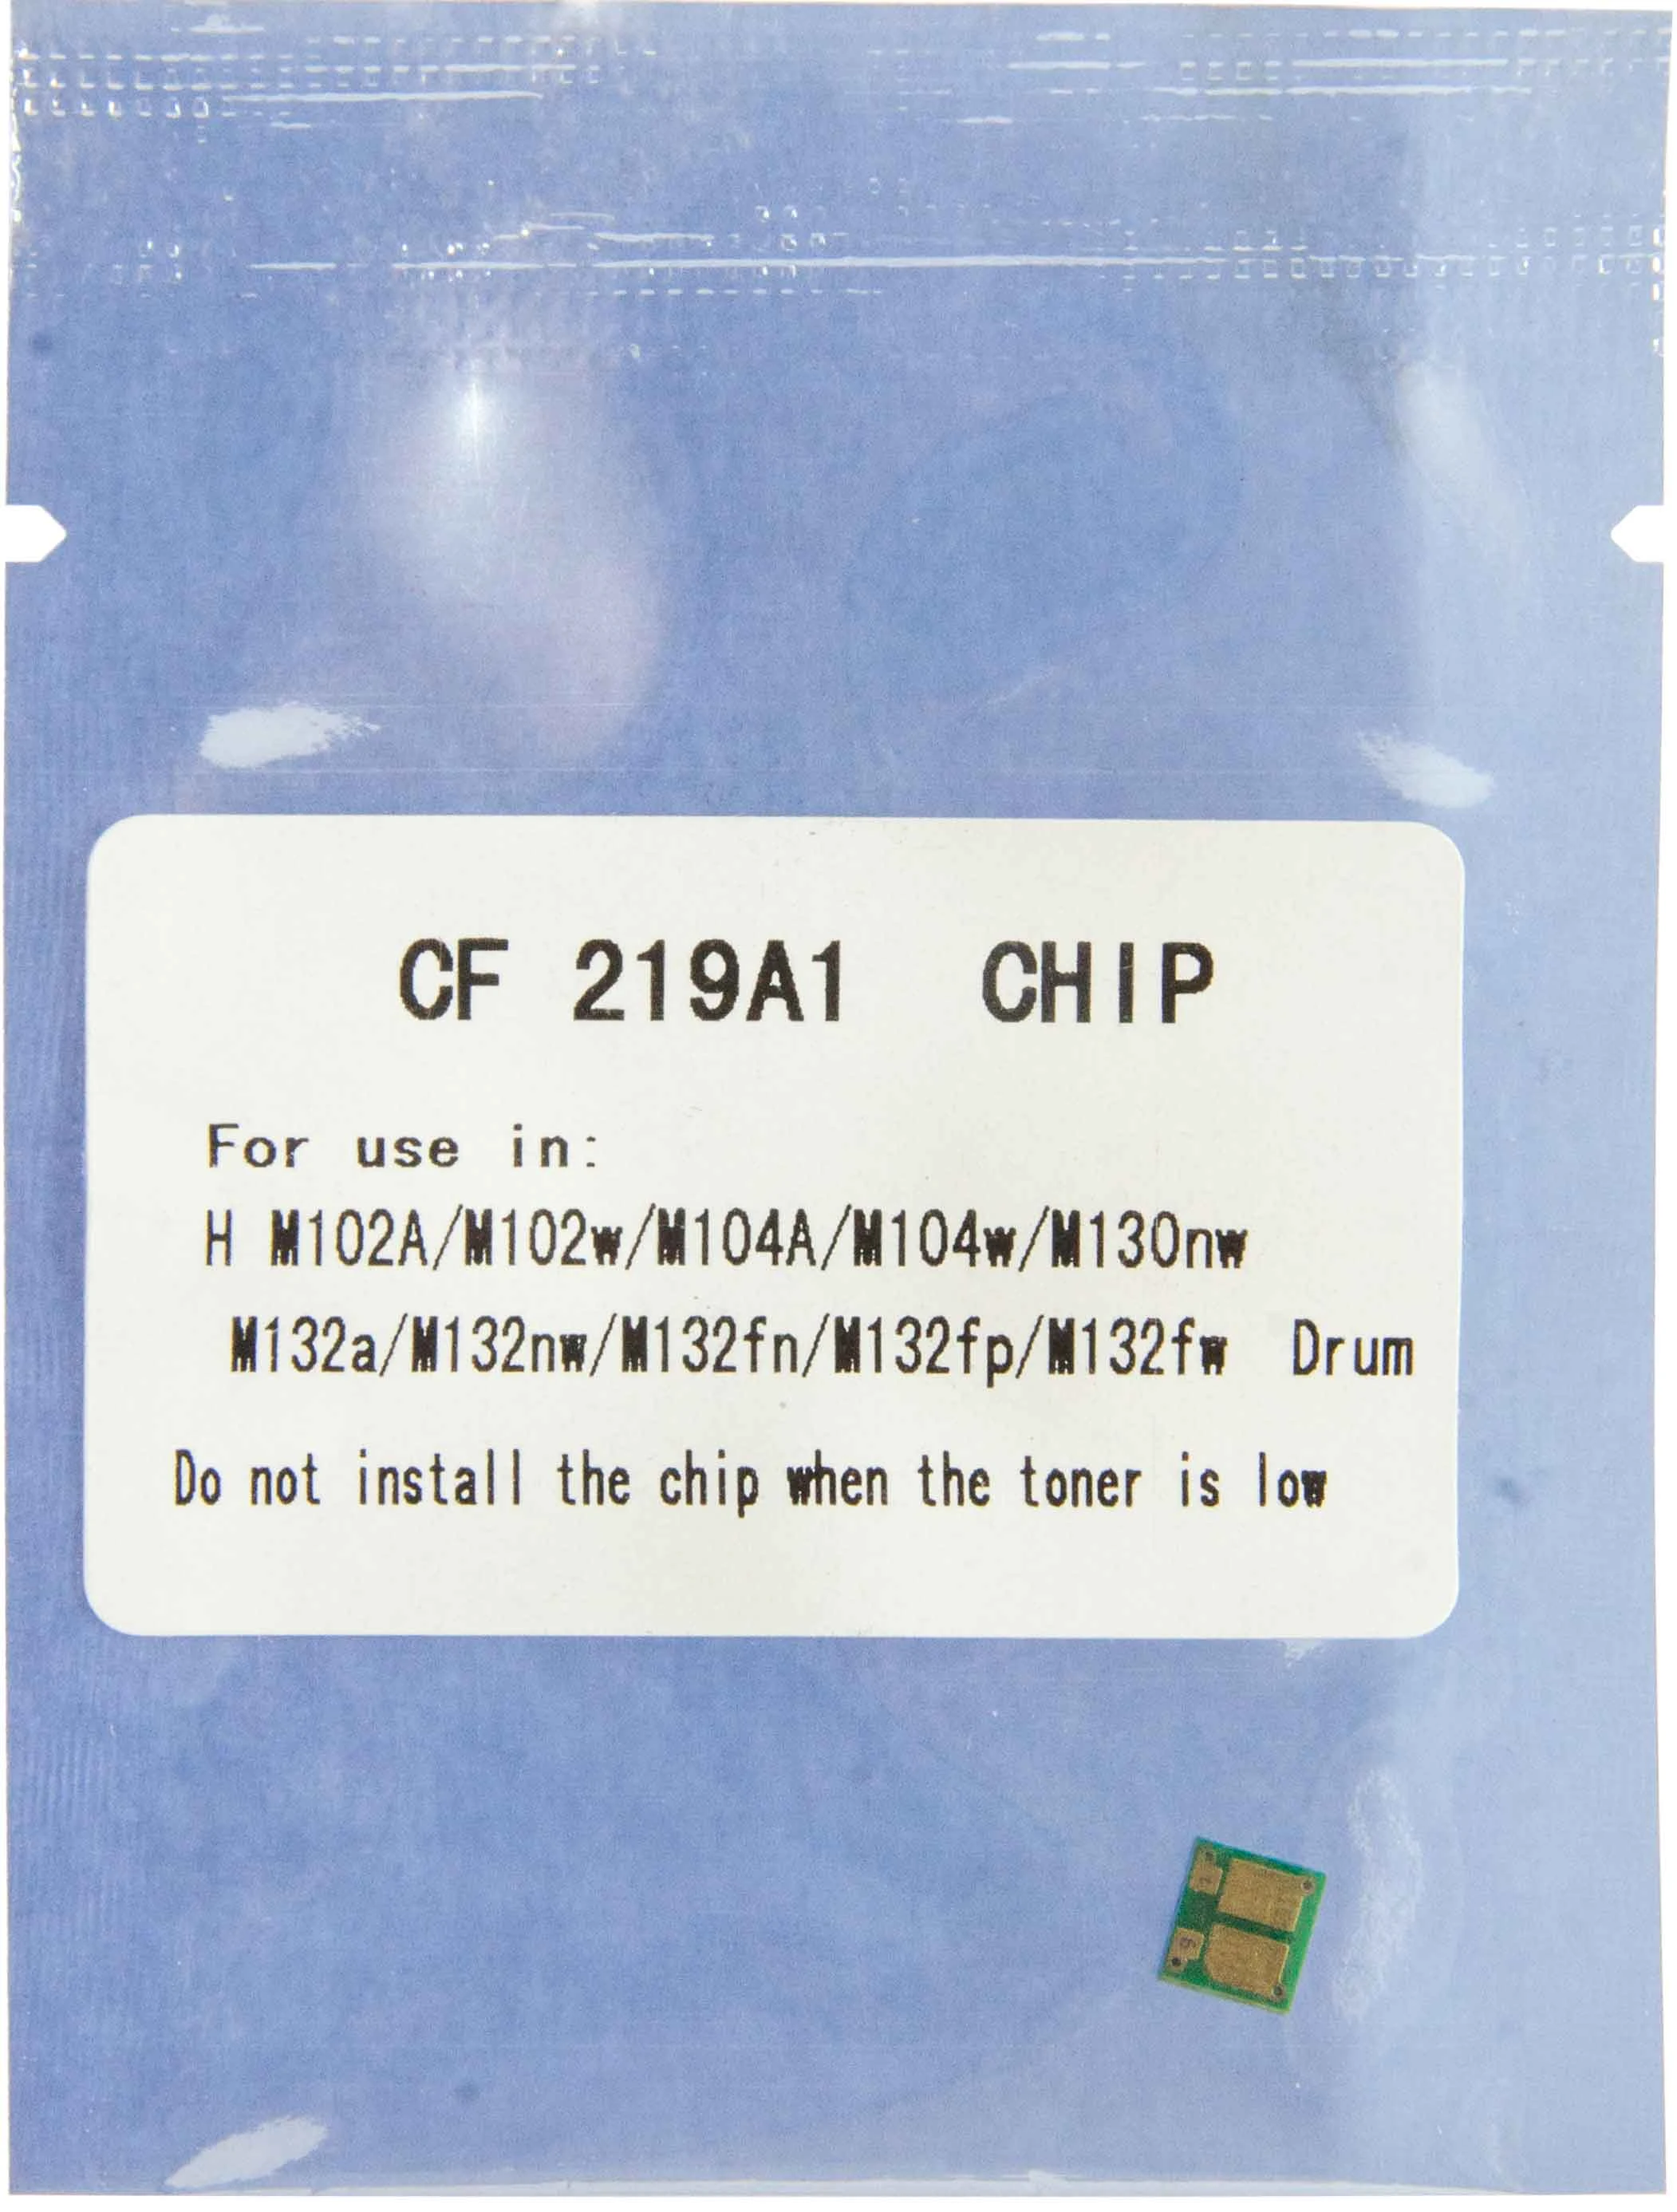 CF 219A1 CHIP
For use in:
H M102A/M102w/M104A/M104w/M130nw
M132a/M132nw/M132fn/M132fp/M132fw Drum
Do not install the chip when the toner is low